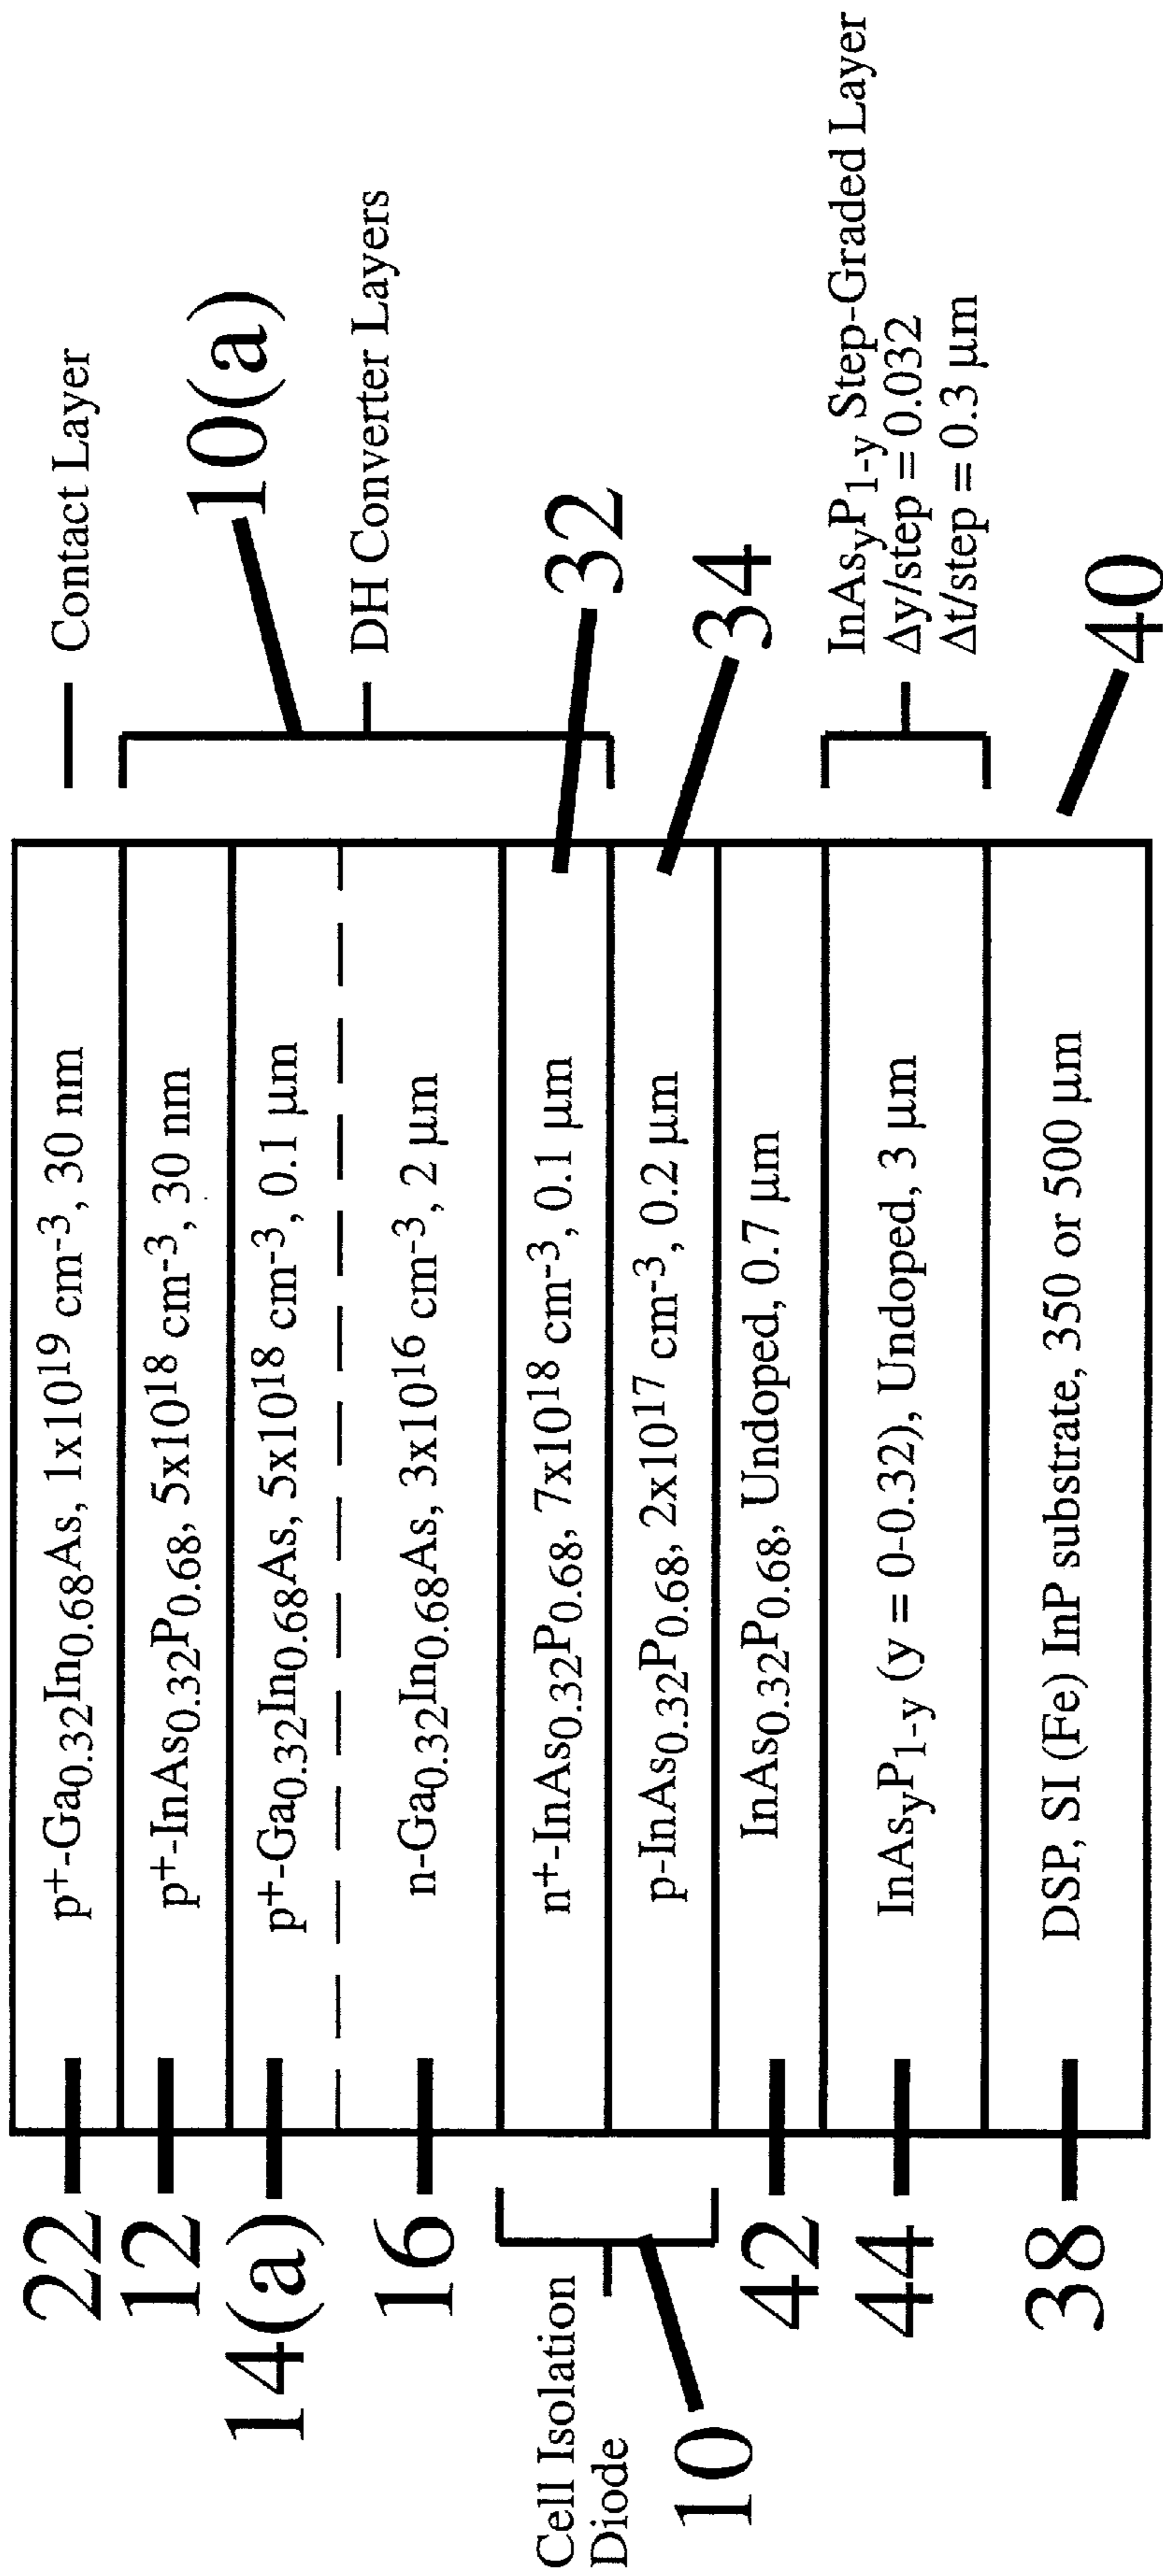 22
p⁺-Ga₀.₃₂In₀.₆₈As, 1x10¹⁹ cm⁻³, 30 nm
Contact Layer
12
p⁺-InAs₀.₃₂P₀.₆₈, 5x10¹⁸ cm⁻³, 30 nm
10(a)
14(a)
p⁺-Ga₀.₃₂In₀.₆₈As, 5x10¹⁸ cm⁻³, 0.1 µm
DH Converter Layers
16
n-Ga₀.₃₂In₀.₆₈As, 3x10¹⁶ cm⁻³, 2 µm
Cell Isolation
Diode
10
n⁺-InAs₀.₃₂P₀.₆₈, 7x10¹⁸ cm⁻³, 0.1 µm
32
p-InAs₀.₃₂P₀.₆₈, 2x10¹⁷ cm⁻³, 0.2 µm
34
42
InAs₀.₃₂P₀.₆₈, Undoped, 0.7 µm
44
InAsyP1-y (y = 0-0.32), Undoped, 3 µm
InAsyP1-y Step-Graded Layer
Δy/step = 0.032
Δt/step = 0.3 µm
38
DSP, SI (Fe) InP substrate, 350 or 500 µm
40